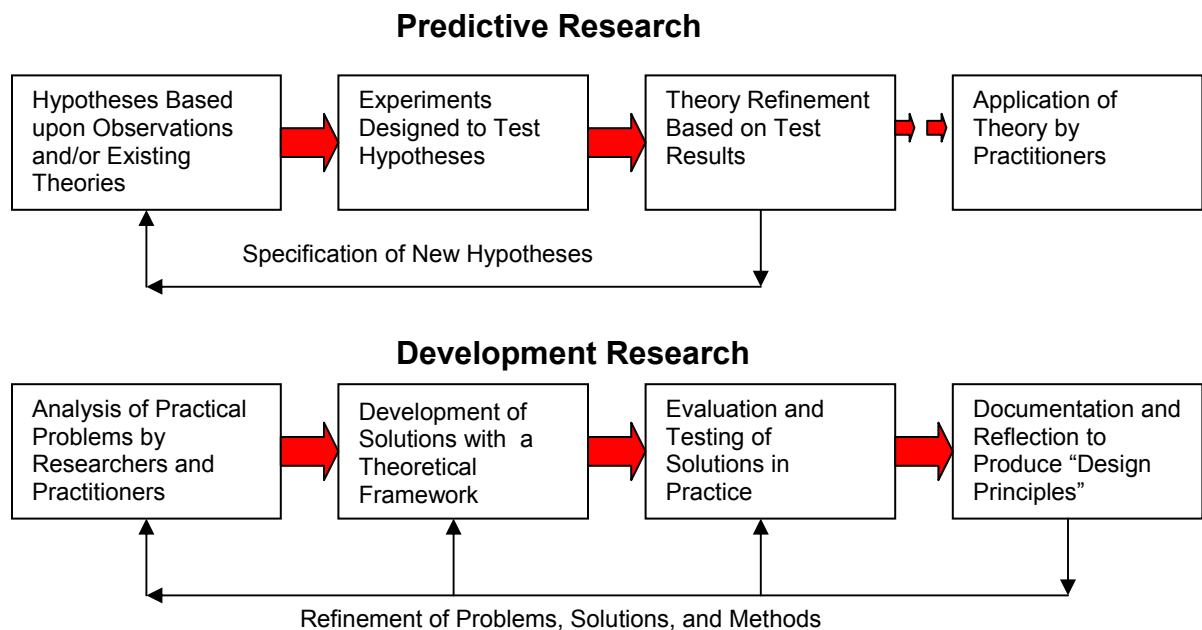 Predictive Research
Hypotheses Based
upon Observations
and/or Existing
Theories
Experiments
Designed to Test
Hypotheses
Theory Refinement
Based on Test
Results
Application of
Theory by
Practitioners
Specification of New Hypotheses
Development Research
Analysis of Practical
Problems by
Researchers and
Practitioners
Development of
Solutions with a
Theoretical
Framework
Evaluation and
Testing of
Solutions in
Practice
Documentation and
Reflection to
Produce “Design
Principles”
Refinement of Problems, Solutions, and Methods